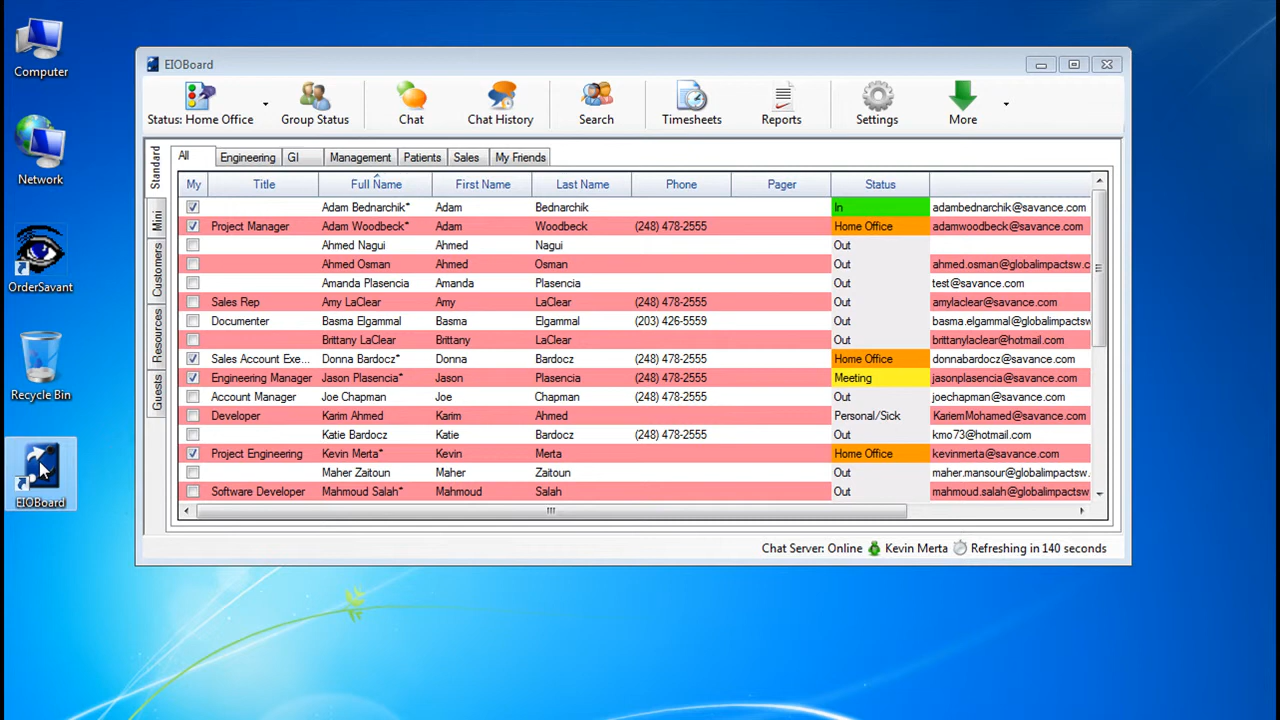 Computer
Network
OrderSavant
Recycle Bin
EIOBoard
EIOBoard
Status: Home Office Group Status Chat Chat History Search Timesheets Reports Settings More
Standard
Mini
Customers
Resources
Guests
All Engineering GI Management Patients Sales My Friends
My Title Full Name First Name Last Name Phone Pager Status
Adam Bednarchik* Adam Bednarchik In adambednarchik@savance.com
Project Manager Adam Woodbeck* Adam Woodbeck (248) 478-2555 Home Office adamwoodbeck@savance.com
Ahmed Nagui Ahmed Nagui Out
Ahmed Osman Ahmed Osman Out ahmed.osman@globalimpactsw.c
Amanda Plasencia Amanda Plasencia Out test@savance.com
Sales Rep Amy LaClear Amy LaClear (248) 478-2555 Out amylaclear@savance.com
Documenter Basma Elgammal Basma Elgammal (203) 426-5559 Out basma.elgammal@globalimpactsw
Brittany LaClear Brittany LaClear Out brittanylaclear@hotmail.com
Sales Account Exe... Donna Bardocz* Donna Bardocz (248) 478-2555 Home Office donnabardocz@savance.com
Engineering Manager Jason Plasencia* Jason Plasencia (248) 478-2555 Meeting jasonplasencia@savance.com
Account Manager Joe Chapman Joe Chapman (248) 478-2555 Out joechapman@savance.com
Developer Karim Ahmed Karim Ahmed Personal/Sick KariemMohamed@savance.com
Katie Bardocz Katie Bardocz (248) 478-2555 Out kmo73@hotmail.com
Project Engineering Kevin Merta* Kevin Merta (248) 478-2555 Home Office kevinmerta@savance.com
Maher Zaitoun Maher Zaitoun Out maher.mansour@globalimpactsw
Software Developer Mahmoud Salah* Mahmoud Salah Out mahmoud.salah@globalimpactsw
Chat Server: Online Kevin Merta Refreshing in 140 seconds